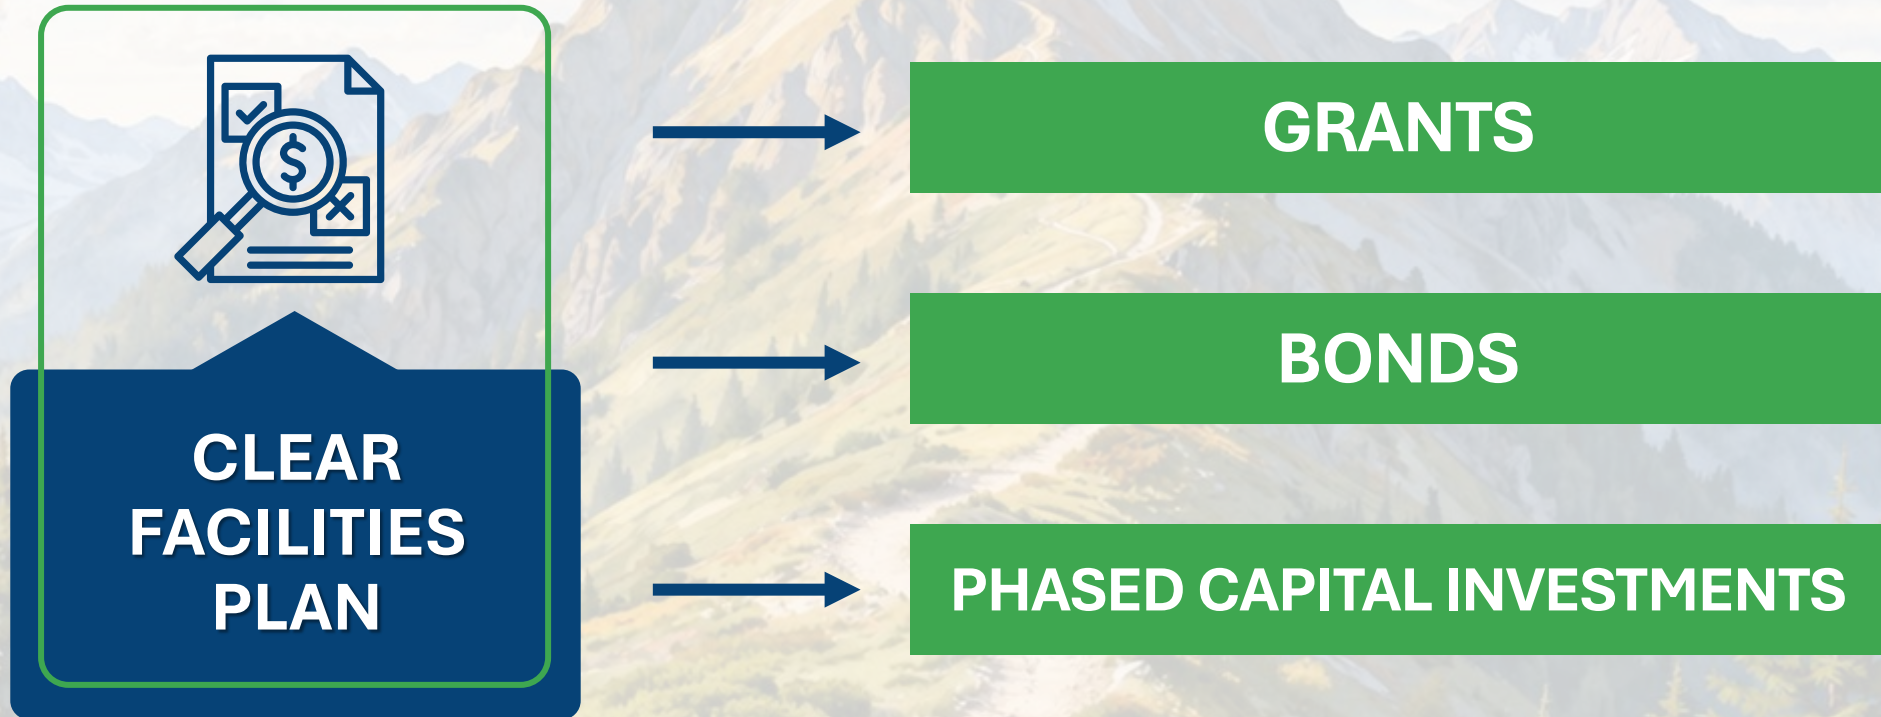 $
CLEAR
FACILITIES
PLAN
GRANTS
BONDS
PHASED CAPITAL INVESTMENTS